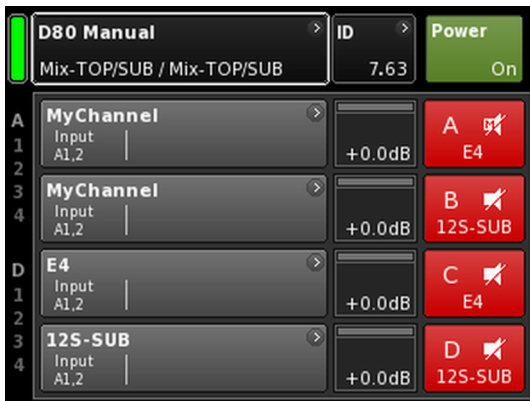 D80 Manual
Mix-TOP/SUB / Mix-TOP/SUB
ID
7.63
Power
On
A
1
2
3
4
D
1
2
3
4
MyChannel
Input
A1,2
+0.0dB
A
M
E4
MyChannel
Input
A1,2
+0.0dB
B
12S-SUB
E4
Input
A1,2
+0.0dB
C
E4
12S-SUB
Input
A1,2
+0.0dB
D
12S-SUB